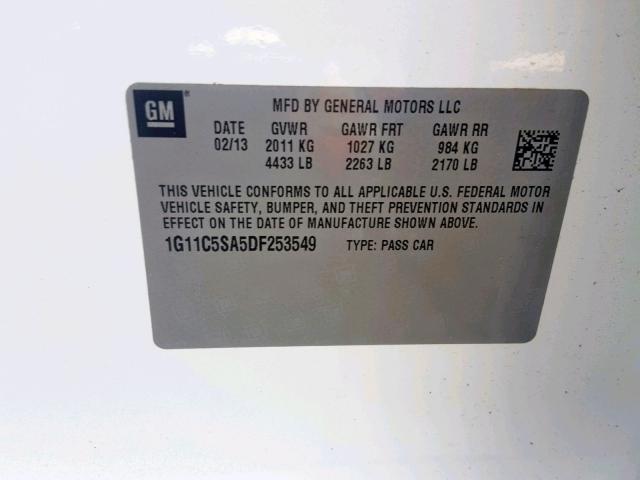 GM
MFD BY GENERAL MOTORS LLC
DATE GVWR GAWR FRT GAWR RR
02/13 2011 KG 1027 KG 984 KG
4433 LB 2263 LB 2170 LB
THIS VEHICLE CONFORMS TO ALL APPLICABLE U.S. FEDERAL MOTOR
VEHICLE SAFETY, BUMPER, AND THEFT PREVENTION STANDARDS IN
EFFECT ON THE DATE OF MANUFACTURE SHOWN ABOVE.
1G11C5SA5DF253549 TYPE: PASS CAR